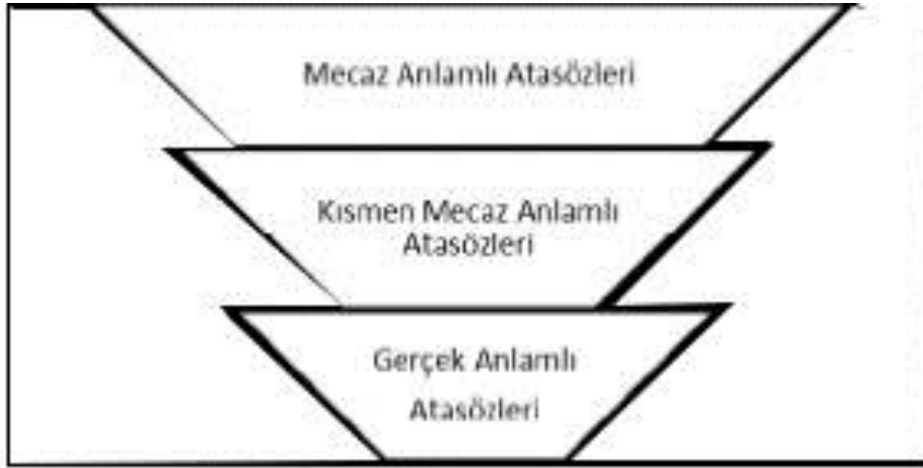 Mecaz Anlamlı Atasözleri
Kısmen Mecaz Anlamlı
Atasözleri
Gerçek Anlamlı
Atasözleri